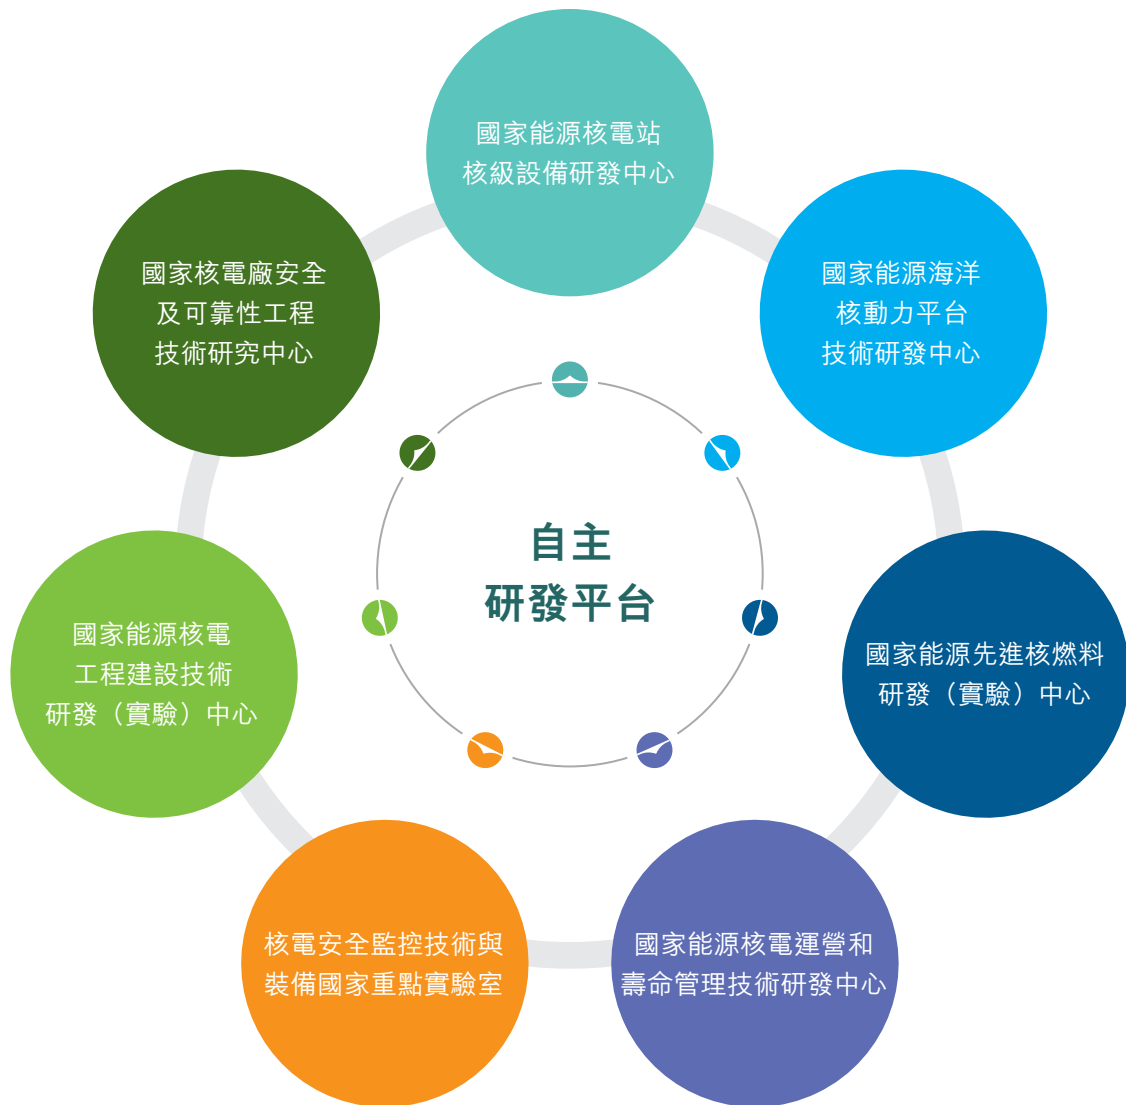 國家能源核電站
核級設備研發中心
國家能源海洋
核動力平台
技術研發中心
國家能源先進核燃料
研發（實驗）中心
國家能源核電運營和
壽命管理技術研發中心
核電安全監控技術與
裝備國家重點實驗室
國家能源核電
工程建設技術
研發（實驗）中心
國家核電廠安全
及可靠性工程
技術研究中心
自主
研發平台